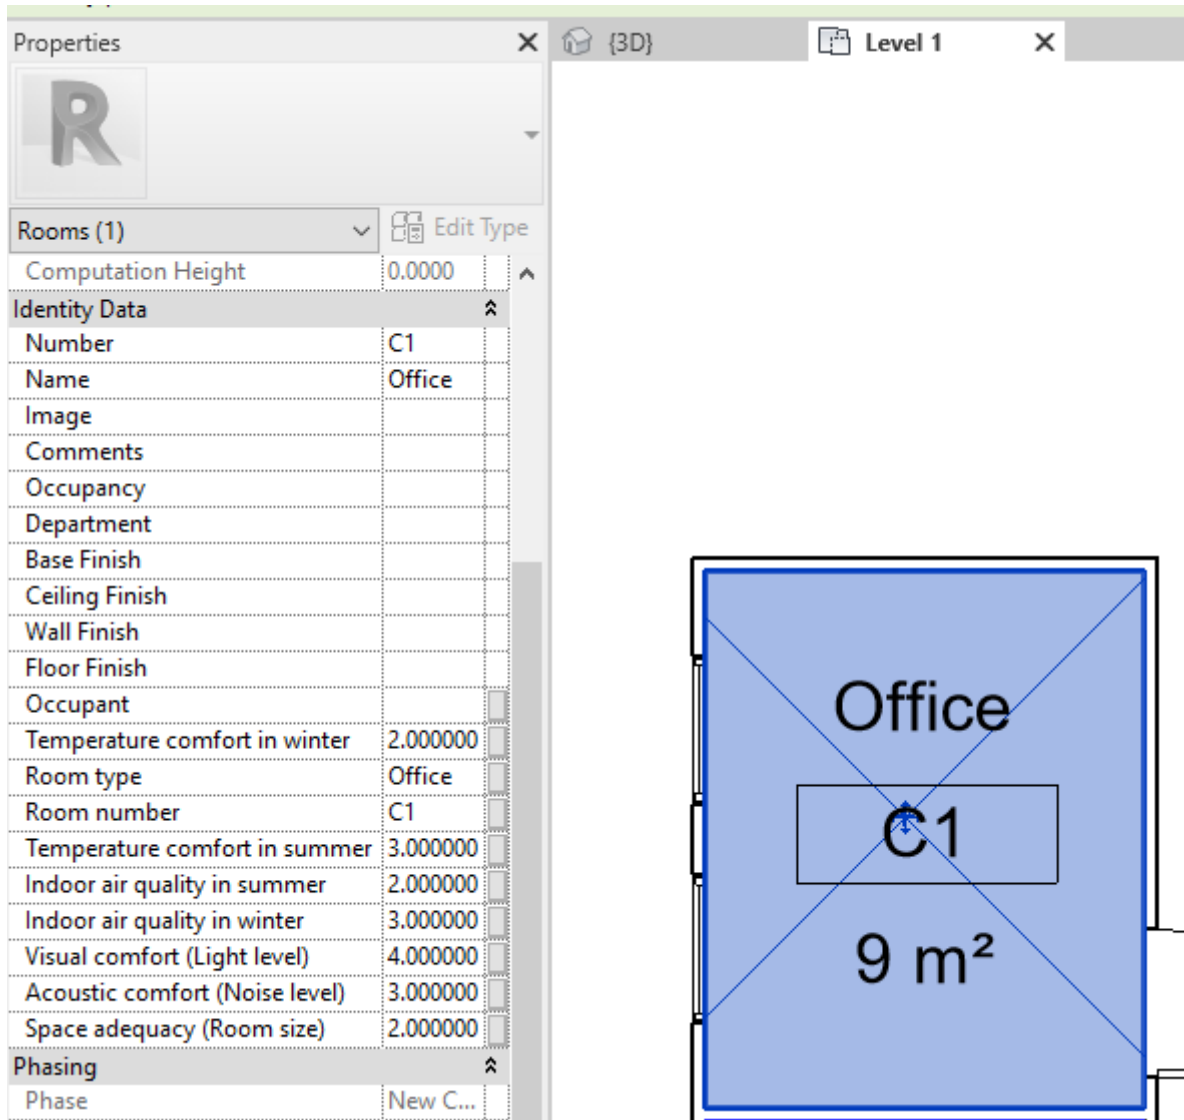 Properties
{3D}
Level 1
R
Rooms (1)
Edit Type
Computation Height 0.0000
Identity Data
Number C1
Name Office
Image
Comments
Occupancy
Department
Base Finish
Ceiling Finish
Wall Finish
Floor Finish
Occupant
Temperature comfort in winter 2.000000
Room type Office
Room number C1
Temperature comfort in summer 3.000000
Indoor air quality in summer 2.000000
Indoor air quality in winter 3.000000
Visual comfort (Light level) 4.000000
Acoustic comfort (Noise level) 3.000000
Space adequacy (Room size) 2.000000
Phasing
Phase New C...
Office
C1
9 m²